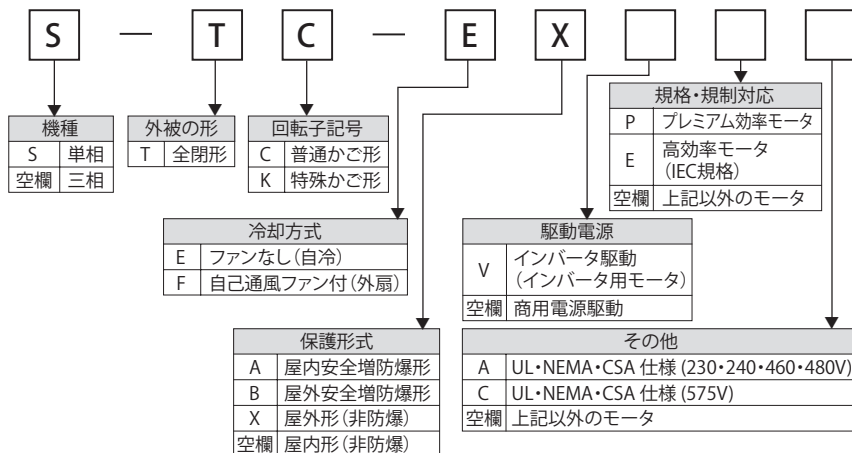 S － T C － E X
機種
S 単相
空欄 三相
外被の形
T 全閉形
回転子記号
C 普通かご形
K 特殊かご形
規格・規制対応
P プレミアム効率モータ
E 高効率モータ
(IEC規格)
空欄 上記以外のモータ
冷却方式
E ファンなし(自冷)
F 自己通風ファン付(外扇)
駆動電源
V インバータ駆動
(インバータ用モータ)
空欄 商用電源駆動
保護形式
A 屋内安全増防爆形
B 屋外安全増防爆形
X 屋外形(非防爆)
空欄 屋内形(非防爆)
その他
A UL・NEMA・CSA 仕様 (230・240・460・480V)
C UL・NEMA・CSA 仕様 (575V)
空欄 上記以外のモータ